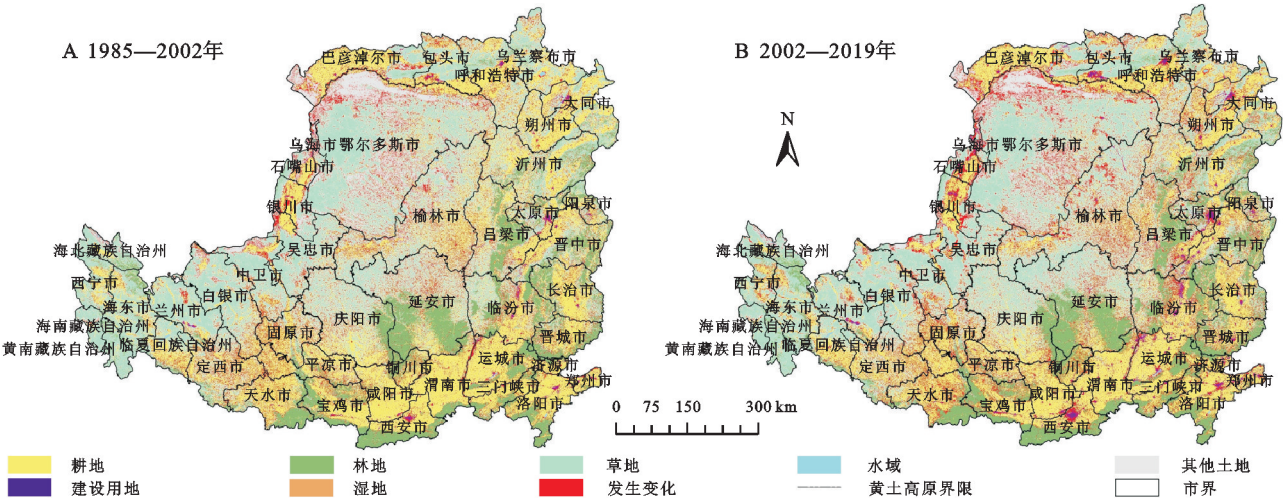 A 1985—2002年
巴彦淖尔市
包头市
乌兰察布市
呼和浩特市
大同市
朔州市
乌海市
鄂尔多斯市
忻州市
石嘴山市
银川市
榆林市
太原市
阳泉市
吕梁市
晋中市
吴忠市
海北藏族自治州
中卫市
西宁市
白银市
延安市
长治市
海东市
兰州市
临汾市
庆阳市
固原市
海南藏族自治州
晋城市
黄南藏族自治州
临夏回族自治州
定西市
平凉市
铜川市
运城市
济源市
天水市
宝鸡市
咸阳市
渭南市
三门峡市
郑州市
洛阳市
西安市
B 2002—2019年
巴彦淖尔市
包头市
乌兰察布市
呼和浩特市
大同市
朔州市
乌海市
鄂尔多斯市
忻州市
石嘴山市
银川市
榆林市
太原市
阳泉市
吕梁市
晋中市
吴忠市
海北藏族自治州
中卫市
西宁市
白银市
延安市
长治市
海东市
兰州市
临汾市
庆阳市
固原市
海南藏族自治州
晋城市
黄南藏族自治州
临夏回族自治州
定西市
平凉市
铜川市
运城市
济源市
天水市
宝鸡市
咸阳市
渭南市
三门峡市
郑州市
洛阳市
西安市
N
0 75 150 300 km
耕地 林地 草地 水域 其他土地
建设用地 湿地 发生变化 黄土高原界限 市界